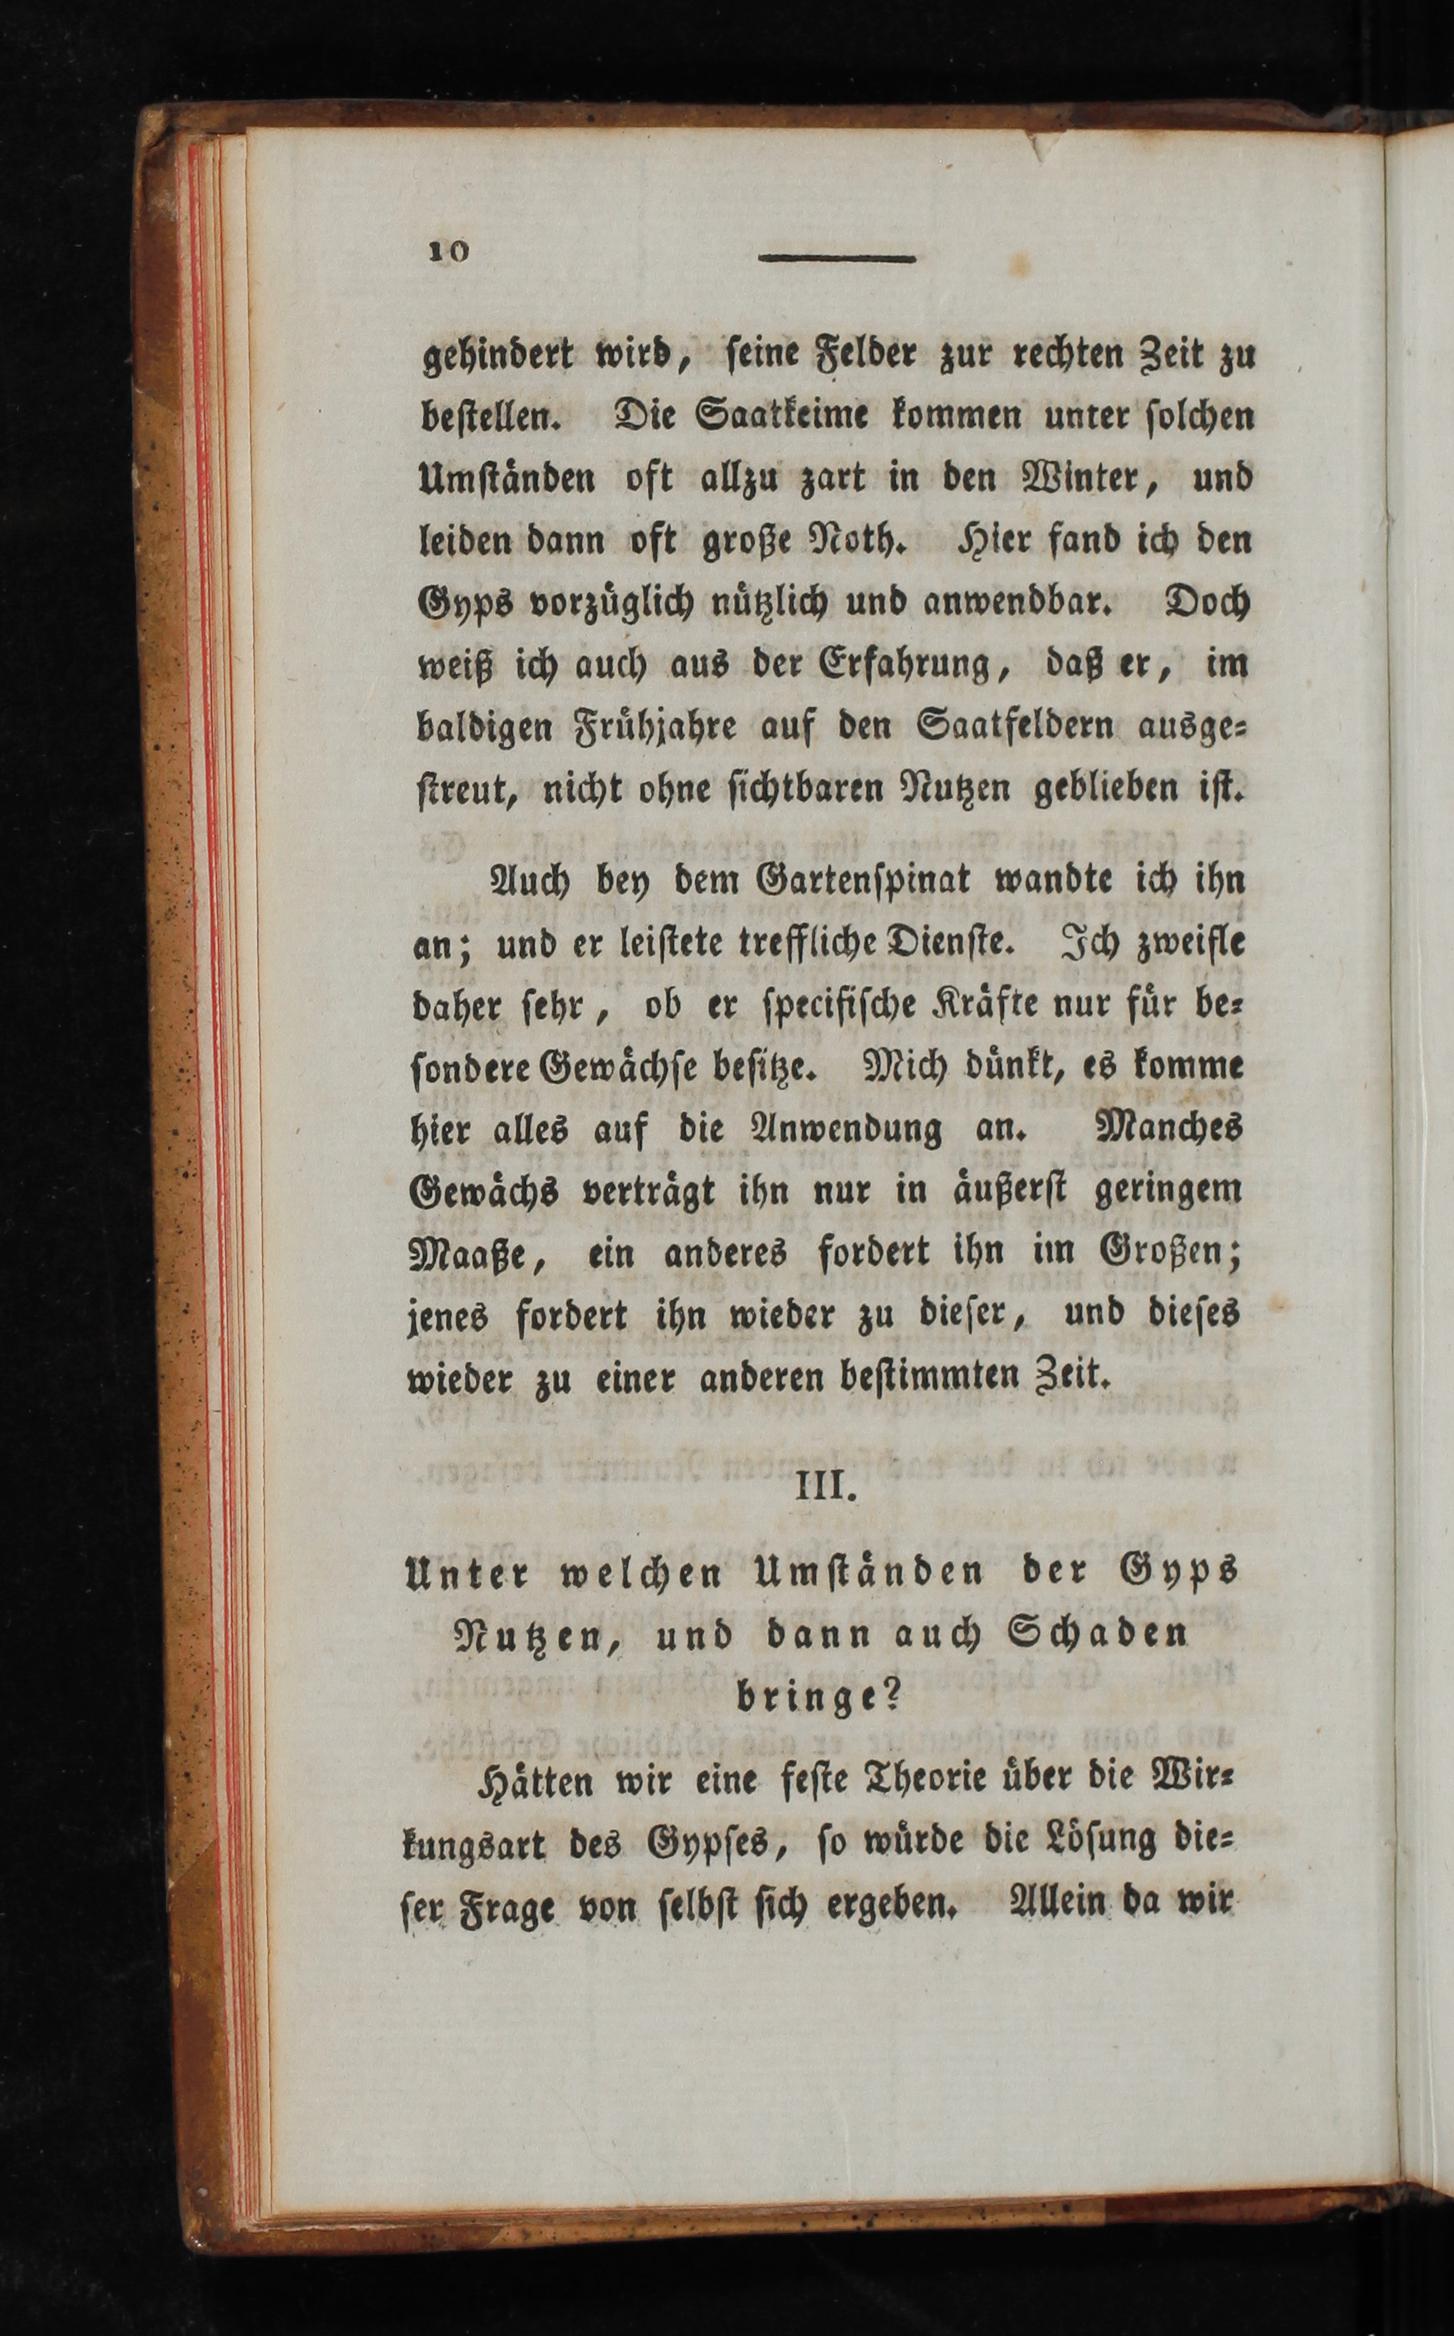 10
gehindert wird, ſeine Felder zur rechten Zeit zu
beſtellen. Die Saatkeime kommen unter ſolchen
Umſtänden oft allzu zart in den Winter, und
leiden dann oft große Noth. Hier fand ich den
Gyps vorzüglich nützlich und anwendbar. Doch
weiß ich auch aus der Erfahrung, daß er, im
baldigen Frühjahre auf den Saatfeldern ausge⸗
ſtreut, nicht ohne ſichtbaren Nutzen geblieben iſt.
Auch bey dem Gartenſpinat wandte ich ihn
an; und er leiſtete treffliche Dienſte. Ich zweifle
daher ſehr, ob er ſpecifiſche Kräfte nur für be⸗
ſondere Gewächſe beſitze. Mich dünkt, es komme
hier alles auf die Anwendung an. Manches
Gewächs verträgt ihn nur in äußerſt geringem
Maaße, ein anderes fordert ihn im Großen;
jenes fordert ihn wieder zu dieſer, und dieſes
wieder zu einer anderen beſtimmten Zeit.
III.
Unter welchen Umſtänden der Gyps
Nutzen, und dann auch Schaden
bringe?
Hätten wir eine feſte Theorie über die Wir⸗
kungsart des Gypſes, ſo würde die Löſung die⸗
ſer Frage von ſelbſt ſich ergeben. Allein da wir